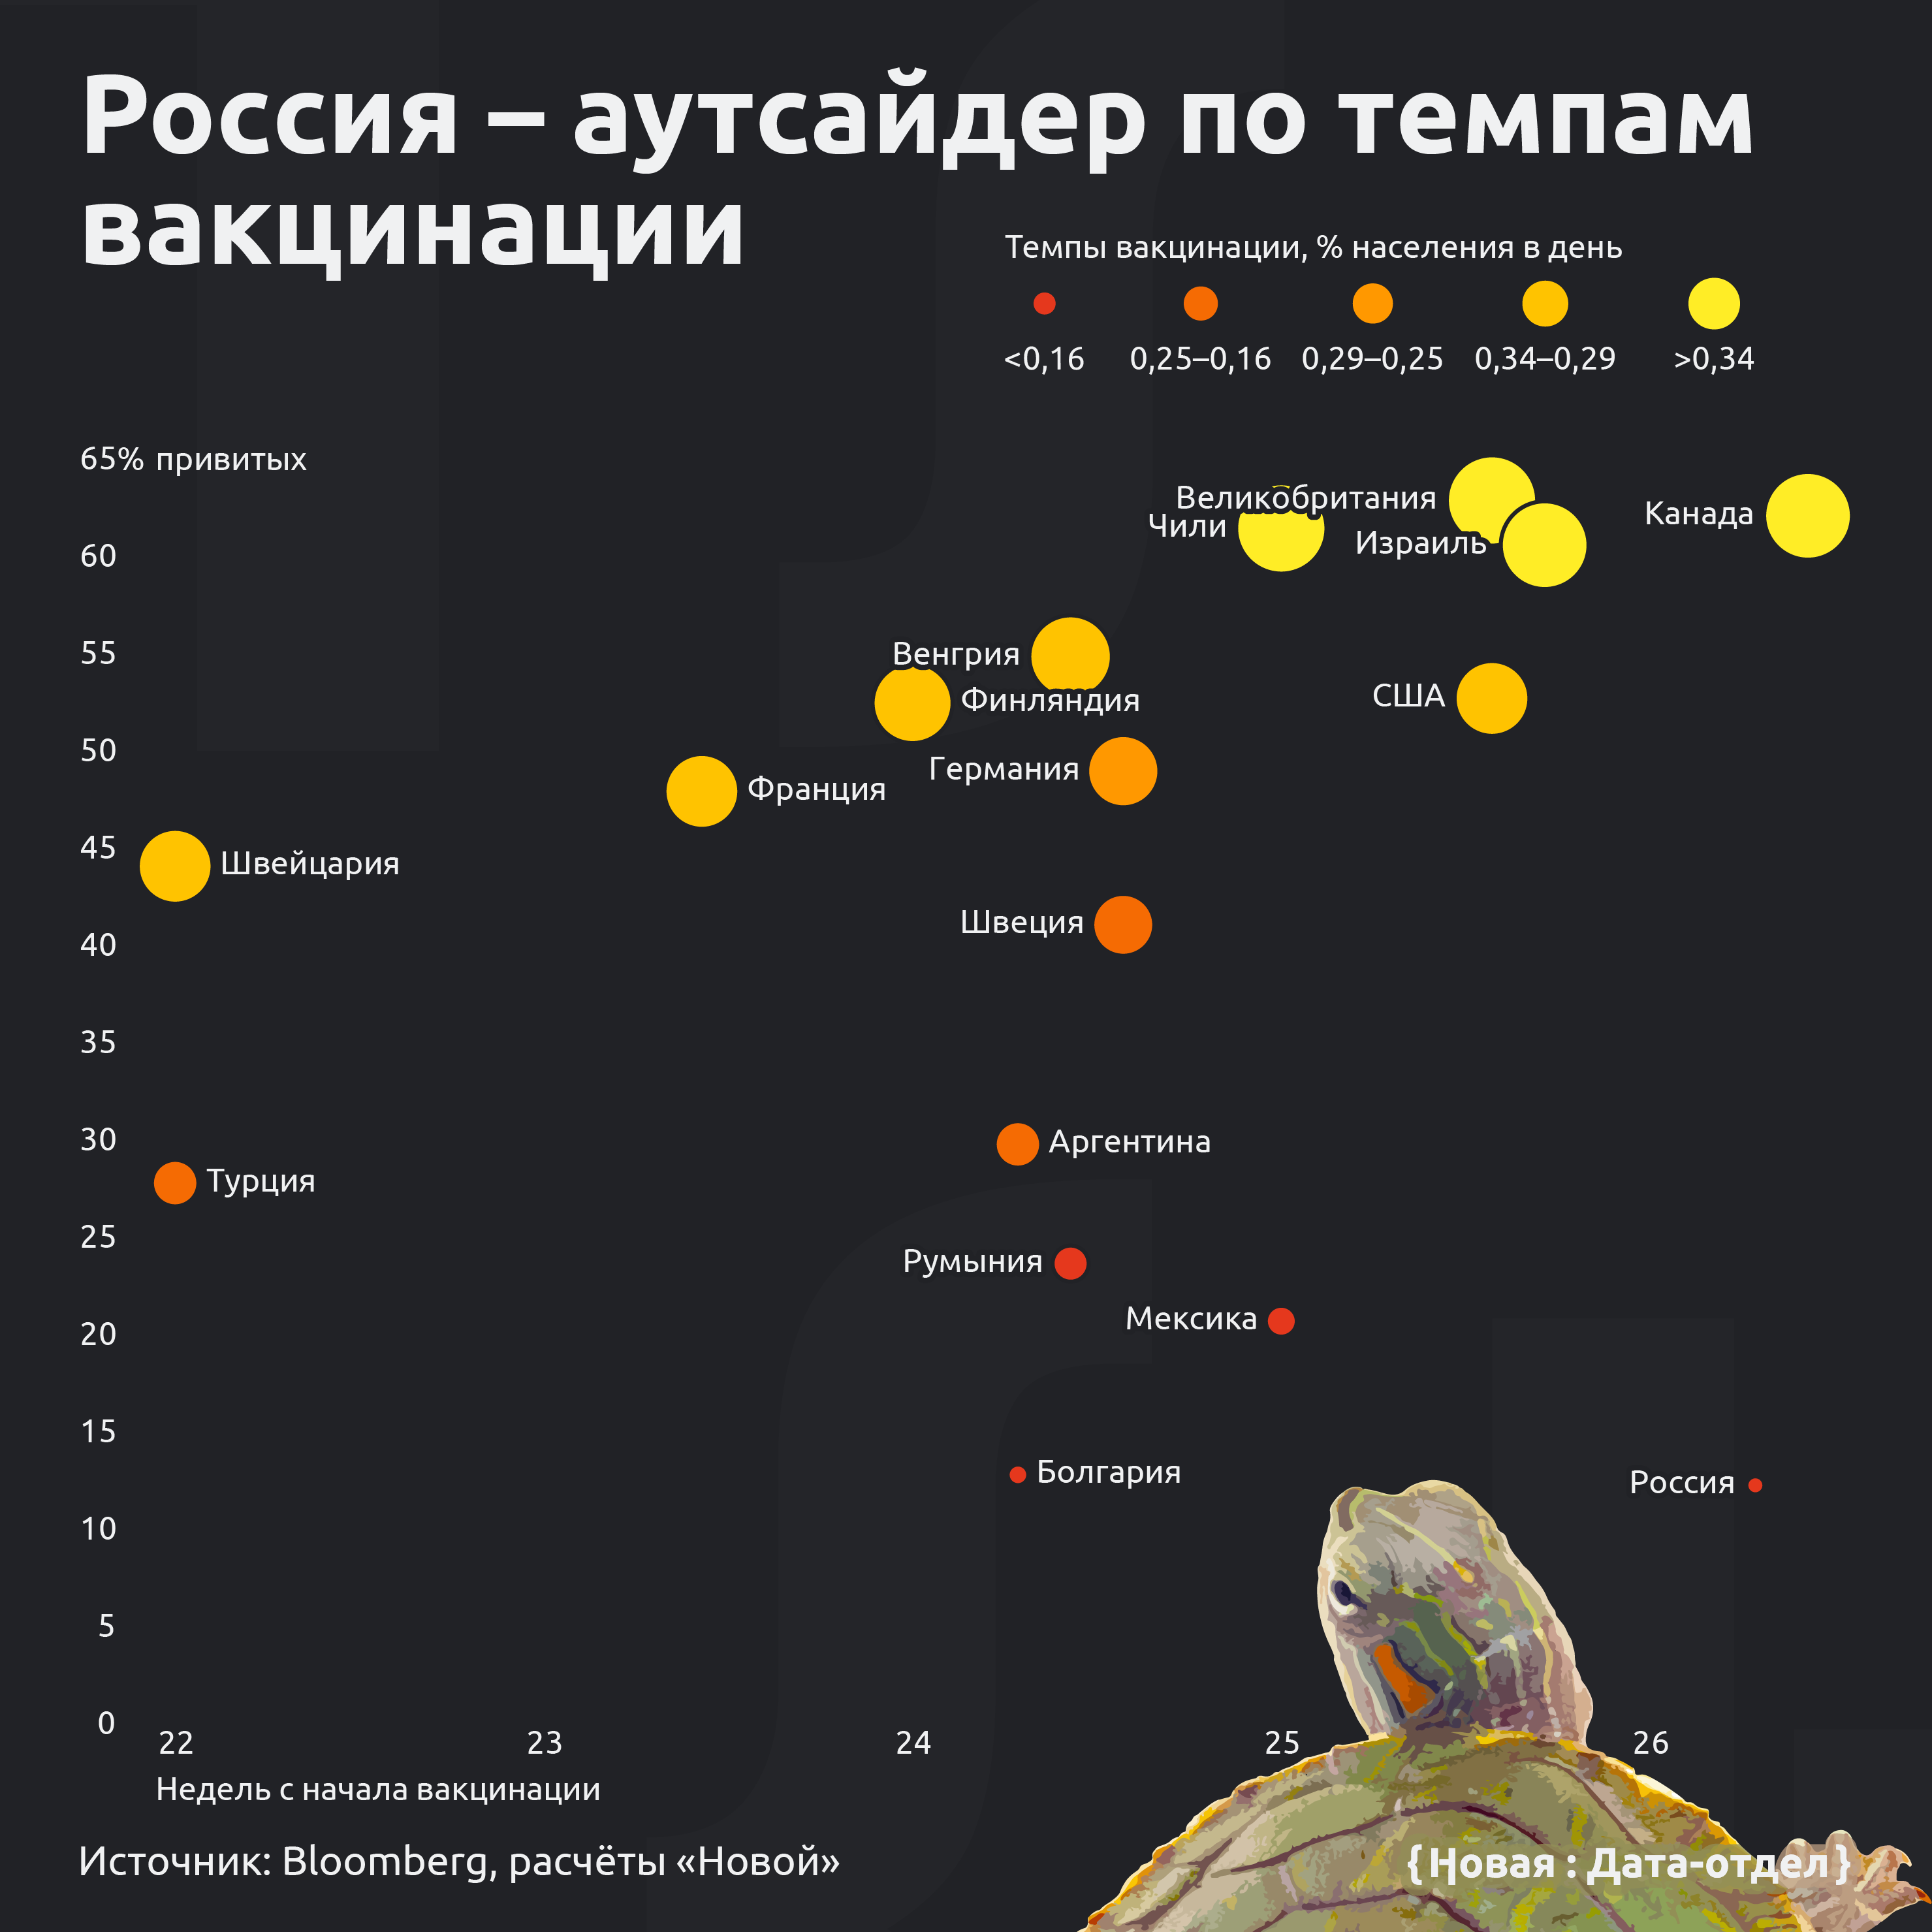 Россия – аутсайдер по темпам
вакцинации
Темпы вакцинации, % населения в день
<0,16 0,25–0,16 0,29–0,25 0,34–0,29 >0,34
65% привитых
Великобритания
Канада
Чили
Израиль
60
55
Венгрия
США
Финляндия
50
Германия
Франция
45
Швейцария
Швеция
40
35
30
Аргентина
Турция
25
Румыния
Мексика
20
15
Болгария
Россия
10
5
0
22 23 24 25 26
Недель с начала вакцинации
Источник: Bloomberg, расчёты «Новой»
{Новая : Дата-отдел}